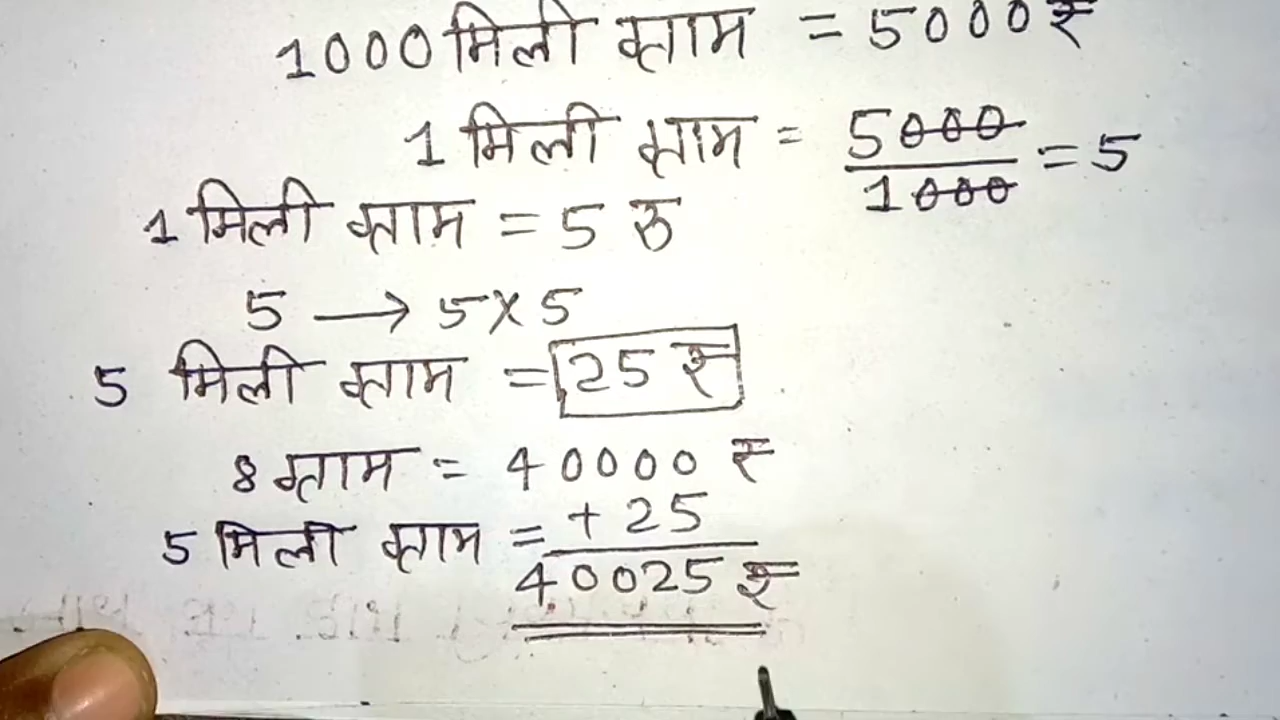 1000 मिली ग्राम = 5000₹
1 मिली ग्राम = 5000/1000 = 5
1 मिली ग्राम = 5 रु
5 → 5×5
5 मिली ग्राम = 25 ₹
8 ग्राम = 40000 ₹
5 मिली ग्राम = + 25
40025 ₹